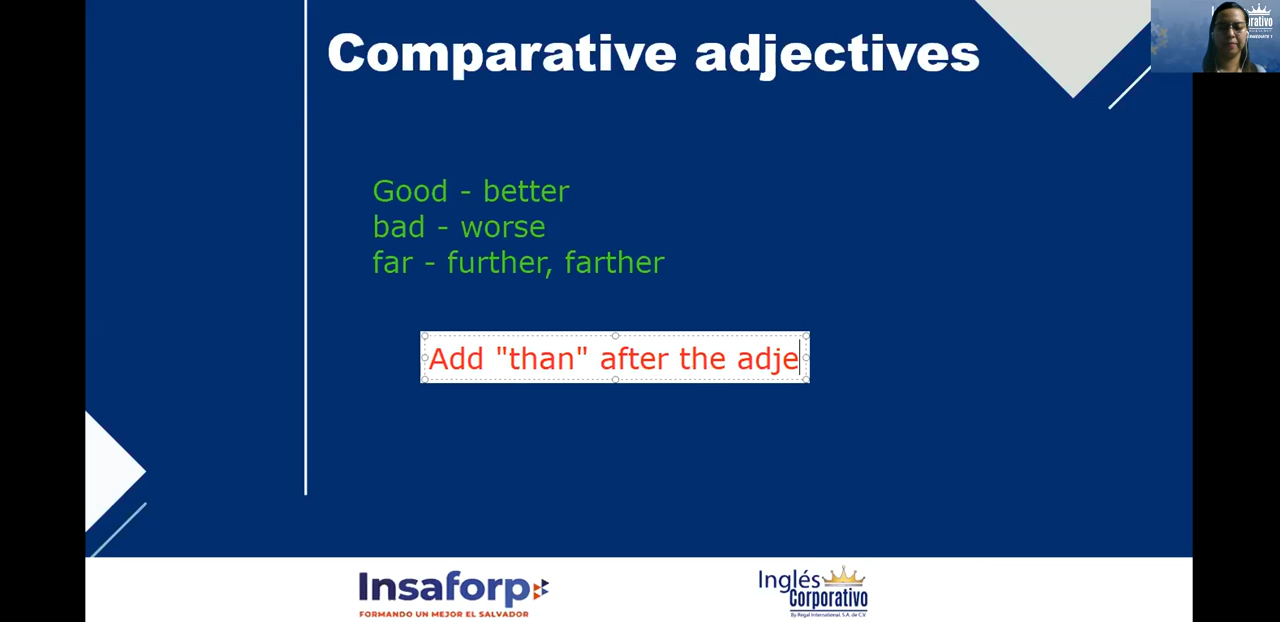 Comparative adjectives
Good - better
bad - worse
far - further, farther
Add "than" after the adje
Insaforp
FORMANDO UN MEJOR EL SALVADOR
Inglés
Corporativo
By Regal International, S.A. de C.V.